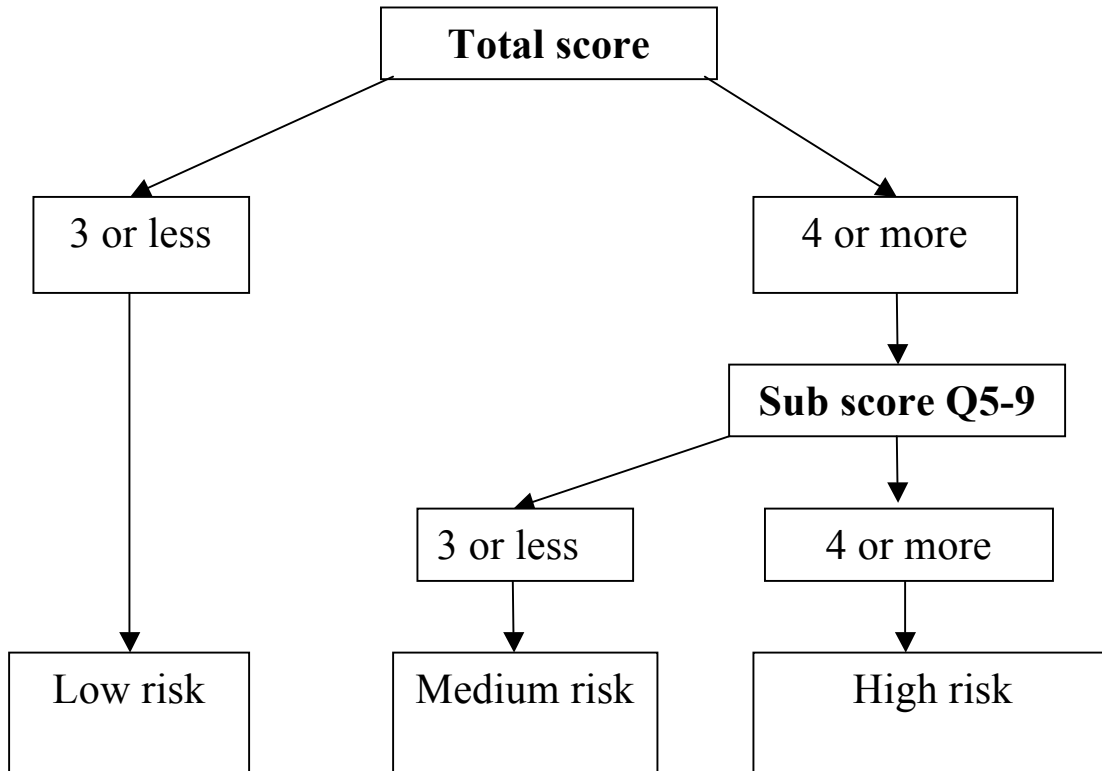 Total score
3 or less
4 or more
Sub score Q5-9
3 or less
4 or more
Low risk
Medium risk
High risk